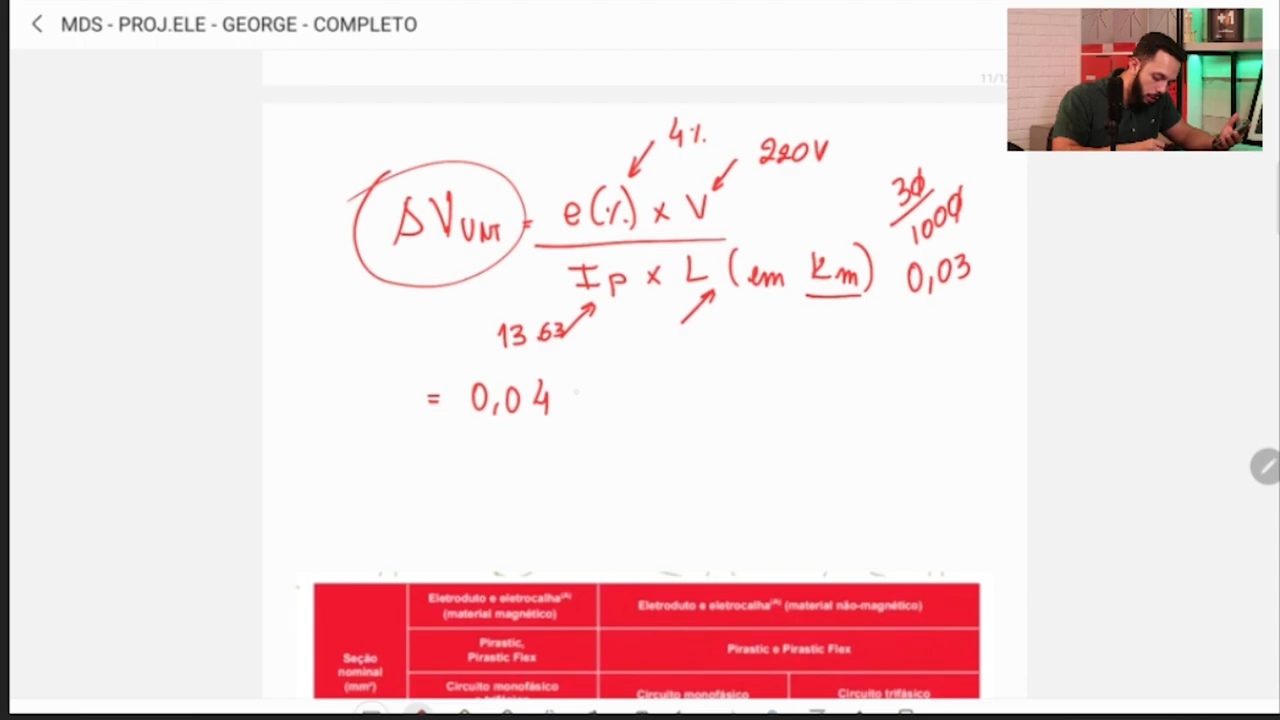 MDS - PROJ.ELE - GEORGE - COMPLETO
4%
220V
ΔVUNT = e(%) x V
Ip x L (em km)
30/1000
0,03
13.63
= 0,04
Eletroduto e eletrocalha(A)
(material magnético)
Eletroduto e eletrocalha(A) (material não-magnético)
Pirastic,
Pirastic Flex
Pirastic e Pirastic Flex
Seção
nominal
(mm²)
Circuito monofásico
e trifásico
Circuito monofásico
Circuito trifásico